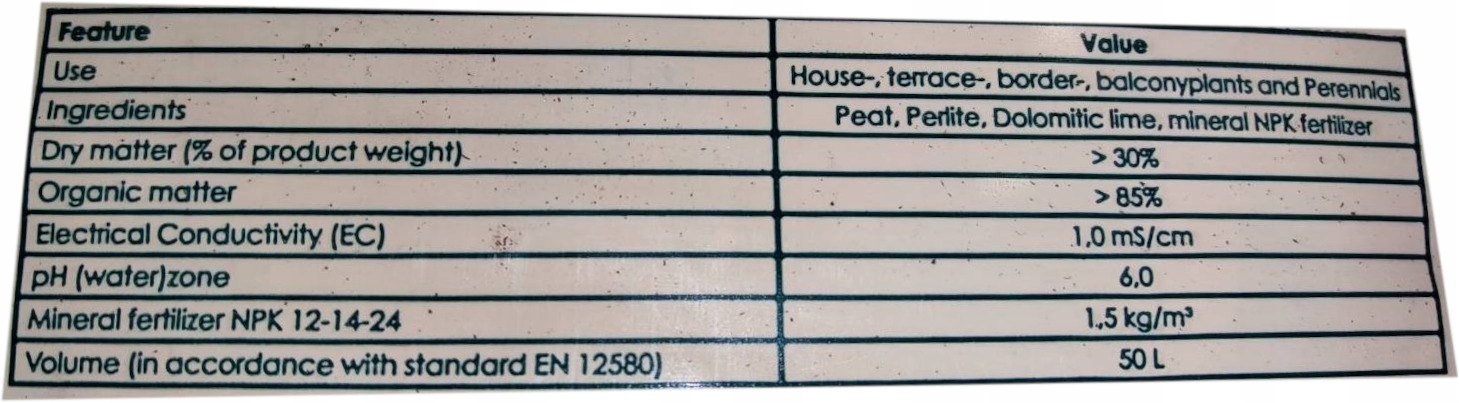 Feature Value
Use House-, terrace-, border-, balconyplants and Perennials
Ingredients Peat, Perlite, Dolomitic lime, mineral NPK fertilizer
Dry matter (% of product weight) > 30%
Organic matter > 85%
Electrical Conductivity (EC) 1,0 mS/cm
pH (water)zone 6,0
Mineral fertilizer NPK 12-14-24 1,5 kg/m³
Volume (in accordance with standard EN 12580) 50 L